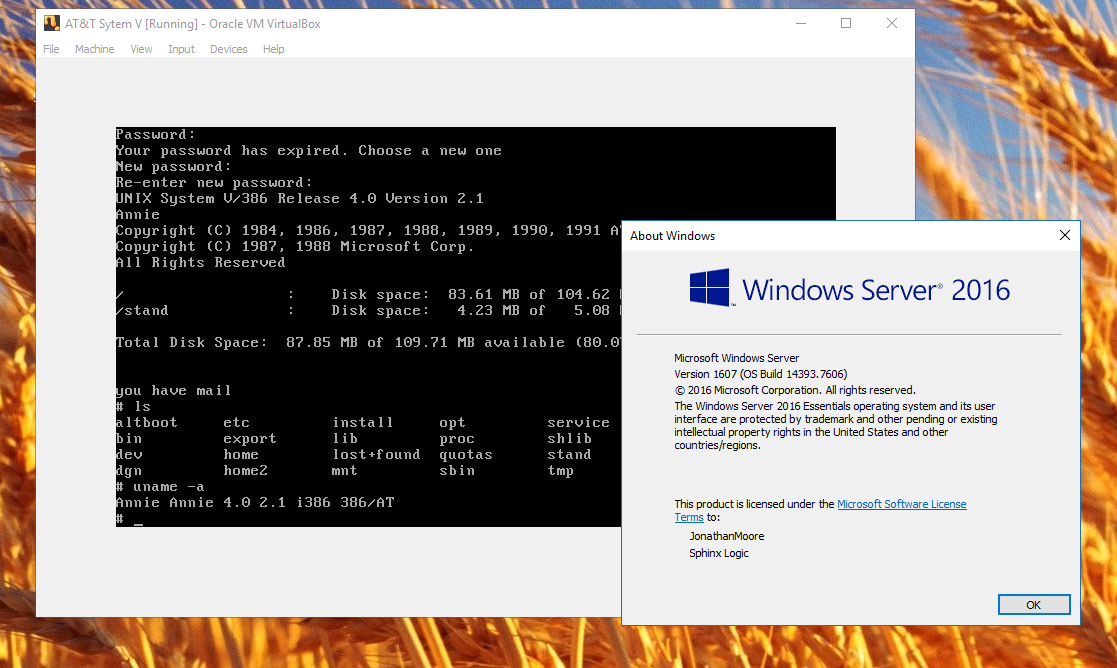 AT&T Sytem V [Running] - Oracle VM VirtualBox
File Machine View Input Devices Help
Password:
Your password has expired. Choose a new one
New password:
Re-enter new password:
UNIX System V/386 Release 4.0 Version 2.1
Annie
Copyright (C) 1984, 1986, 1987, 1988, 1989, 1990, 1991
Copyright (C) 1987, 1988 Microsoft Corp.
All Rights Reserved
/ : Disk space: 83.61 MB of 104.62
/stand : Disk space: 4.23 MB of 5.08
Total Disk Space: 87.85 MB of 109.71 MB available (80.0
you have mail
# ls
altboot etc install opt service
bin export lib proc shlib
dev home lost+found quotas stand
dgn home2 mnt sbin tmp
# uname -a
Annie Annie 4.0 2.1 i386 386/AT
# _
About Windows
Windows Server® 2016
Microsoft Windows Server
Version 1607 (OS Build 14393.7606)
© 2016 Microsoft Corporation. All rights reserved.
The Windows Server 2016 Essentials operating system and its user
interface are protected by trademark and other pending or existing
intellectual property rights in the United States and other
countries/regions.
This product is licensed under the Microsoft Software License
Terms to:
JonathanMoore
Sphinx Logic
OK